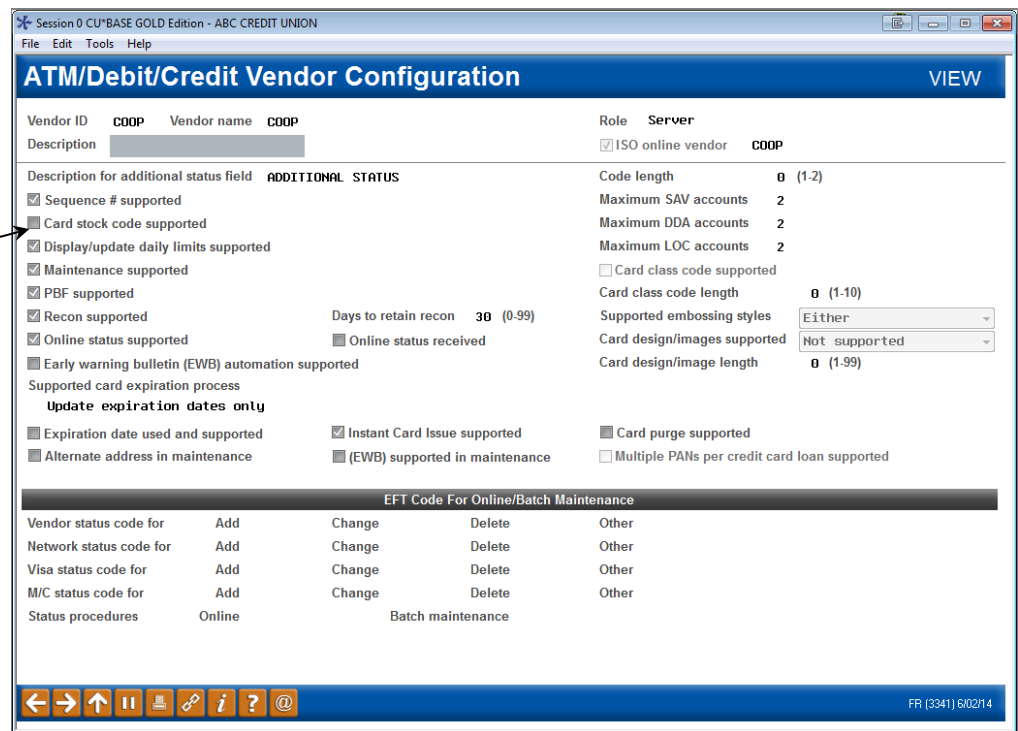 Session 0 CU*BASE GOLD Edition - ABC CREDIT UNION
File Edit Tools Help
ATM/Debit/Credit Vendor Configuration VIEW
Vendor ID COOP Vendor name COOP Role Server
Description ISO online vendor COOP
Description for additional status field ADDITIONAL STATUS Code length 0 (1-2)
Sequence # supported Maximum SAV accounts 2
Card stock code supported Maximum DDA accounts 2
Display/update daily limits supported Maximum LOC accounts 2
Maintenance supported Card class code supported
PBF supported Card class code length 0 (1-10)
Recon supported Days to retain recon 30 (0-99) Supported embossing styles Either
Online status supported Online status received Card design/images supported Not supported
Early warning bulletin (EWB) automation supported Card design/image length 0 (1-99)
Supported card expiration process
Update expiration dates only
Expiration date used and supported Instant Card Issue supported Card purge supported
Alternate address in maintenance (EWB) supported in maintenance Multiple PANs per credit card loan supported
EFT Code For Online/Batch Maintenance
Vendor status code for Add Change Delete Other
Network status code for Add Change Delete Other
Visa status code for Add Change Delete Other
M/C status code for Add Change Delete Other
Status procedures Online Batch maintenance
FR (3341) 6/02/14